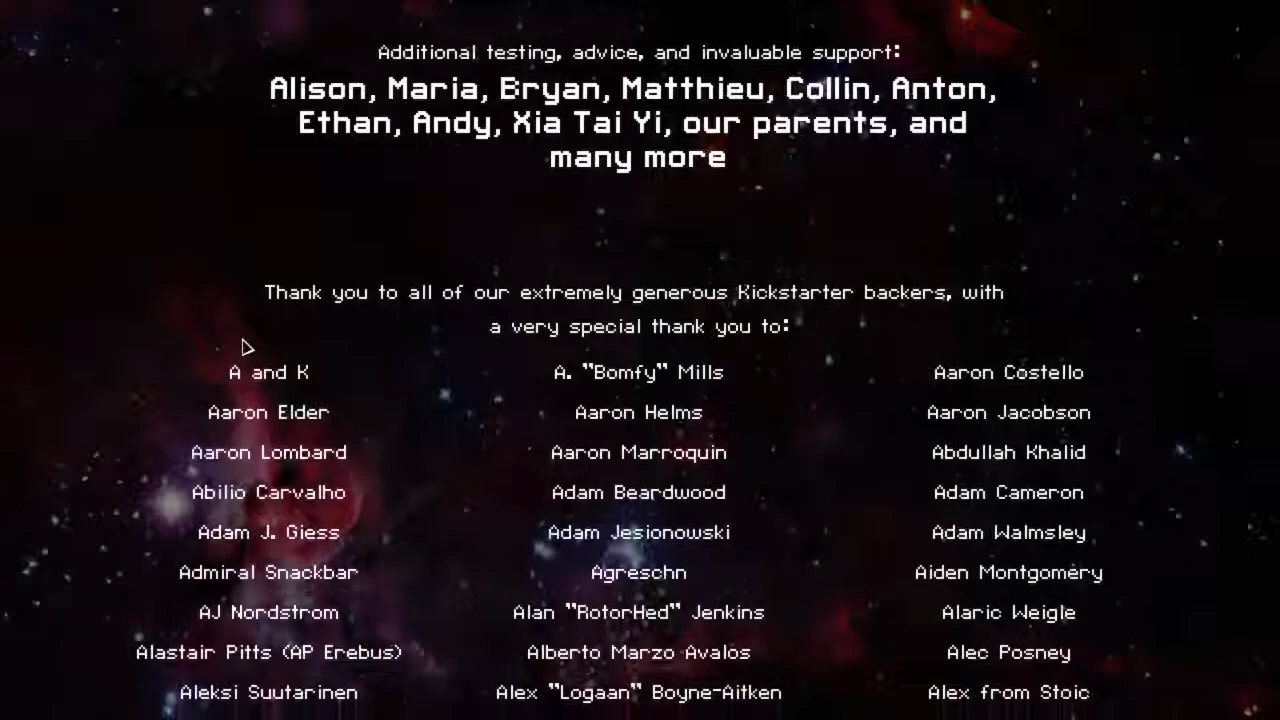 Additional testing, advice, and invaluable support:
Alison, Maria, Bryan, Matthieu, Collin, Anton,
Ethan, Andy, Xia Tai Yi, our parents, and
many more
Thank you to all of our extremely generous Kickstarter backers, with
a very special thank you to:
A and K A. "Bomfy" Mills Aaron Costello
Aaron Elder Aaron Helms Aaron Jacobson
Aaron Lombard Aaron Marroquin Abdullah Khalid
Abilio Carvalho Adam Beardwood Adam Cameron
Adam J. Giess Adam Jesionowski Adam Walmsley
Admiral Snackbar Agreschn Aiden Montgomery
AJ Nordstrom Alan "RotorHed" Jenkins Alaric Weigle
Alastair Pitts (AP Erebus) Alberto Marzo Avalos Alec Posney
Aleksi Suutarinen Alex "Logaan" Boyne-Aitken Alex from Stoic